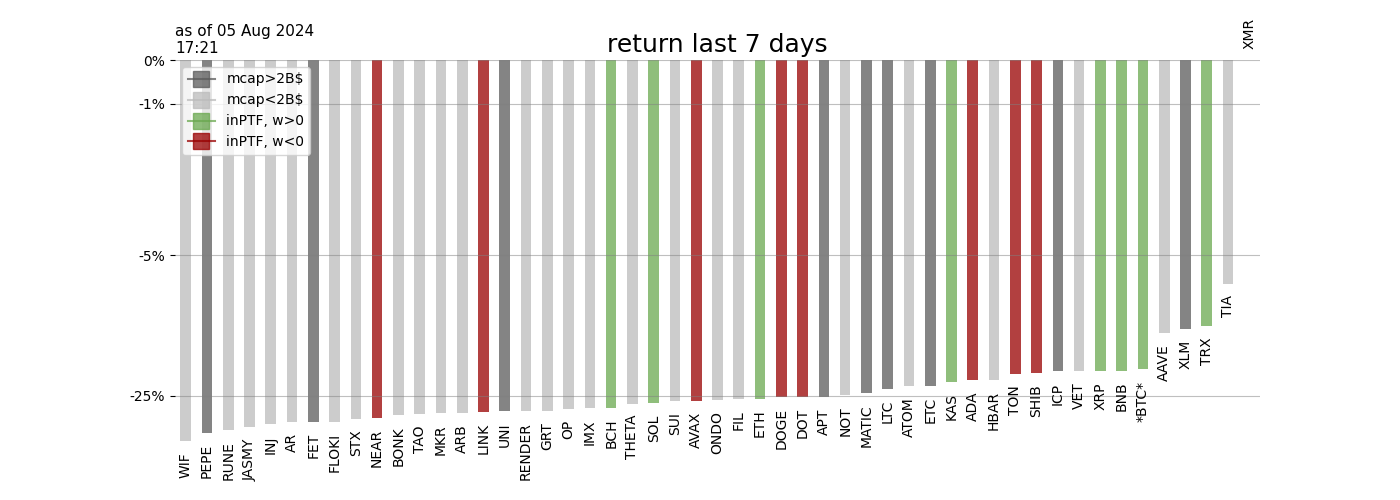 as of 05 Aug 2024
17:21
return last 7 days
XMR
0%
-1%
-5%
-25%
mcap>2B$
mcap<2B$
inPTF, w>0
inPTF, w<0
WIF
PEPE
RUNE
JASMY
INJ
AR
FET
FLOKI
STX
NEAR
BONK
TAO
MKR
ARB
LINK
UNI
RENDER
GRT
OP
IMX
BCH
THETA
SOL
SUI
AVAX
ONDO
FIL
ETH
DOGE
DOT
APT
NOT
MATIC
LTC
ATOM
ETC
KAS
ADA
HBAR
TON
SHIB
ICP
VET
XRP
BNB
*BTC*
AAVE
XLM
TRX
TIA